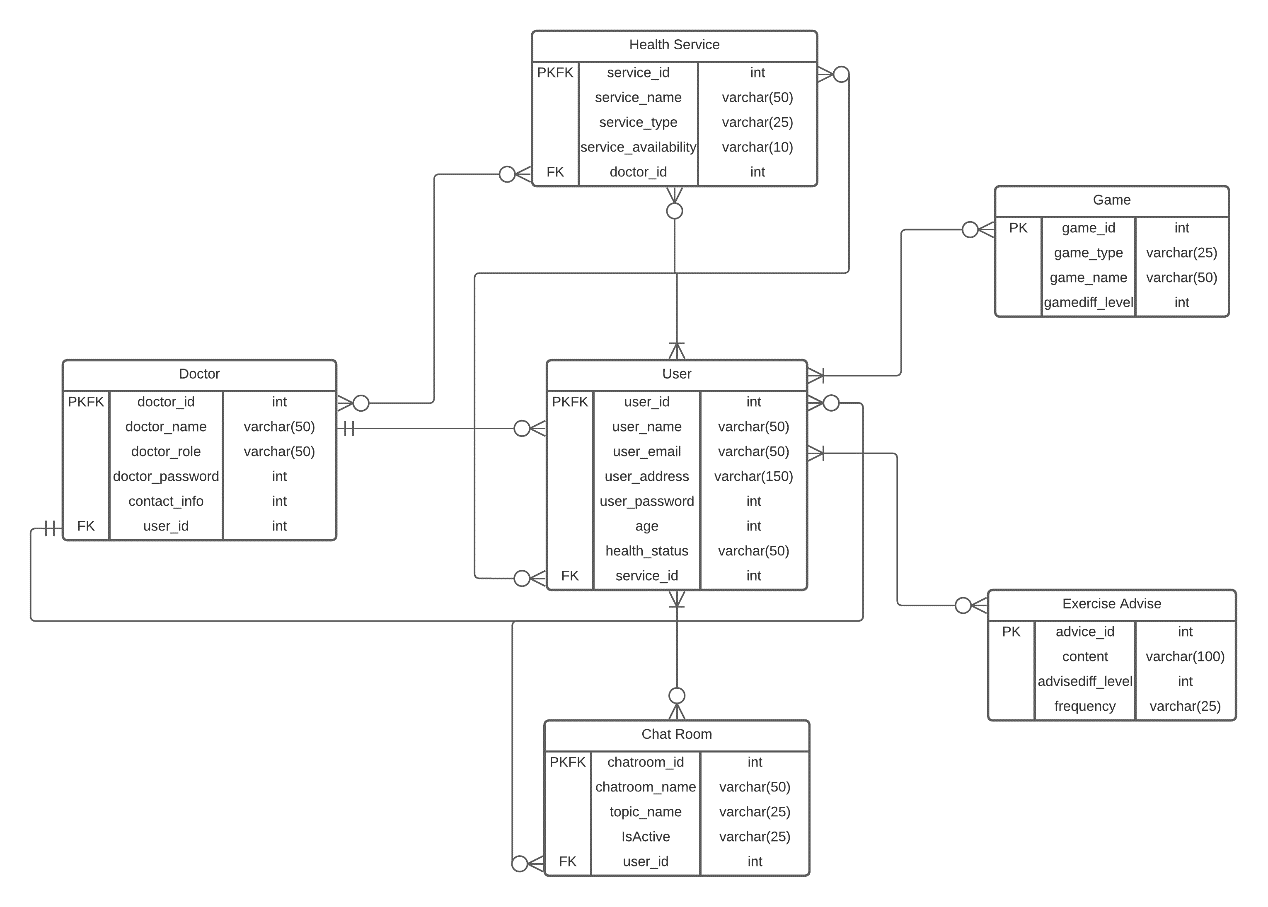 Health Service
PKFK service_id int
service_name varchar(50)
service_type varchar(25)
service_availability varchar(10)
FK doctor_id int
Game
PK game_id int
game_type varchar(25)
game_name varchar(50)
gamediff_level int
Doctor
PKFK doctor_id int
doctor_name varchar(50)
doctor_role varchar(50)
doctor_password int
contact_info int
FK user_id int
User
PKFK user_id int
user_name varchar(50)
user_email varchar(50)
user_address varchar(150)
user_password int
age int
health_status varchar(50)
FK service_id int
Exercise Advise
PK advice_id int
content varchar(100)
advisediff_level int
frequency varchar(25)
Chat Room
PKFK chatroom_id int
chatroom_name varchar(50)
topic_name varchar(25)
IsActive varchar(25)
FK user_id int